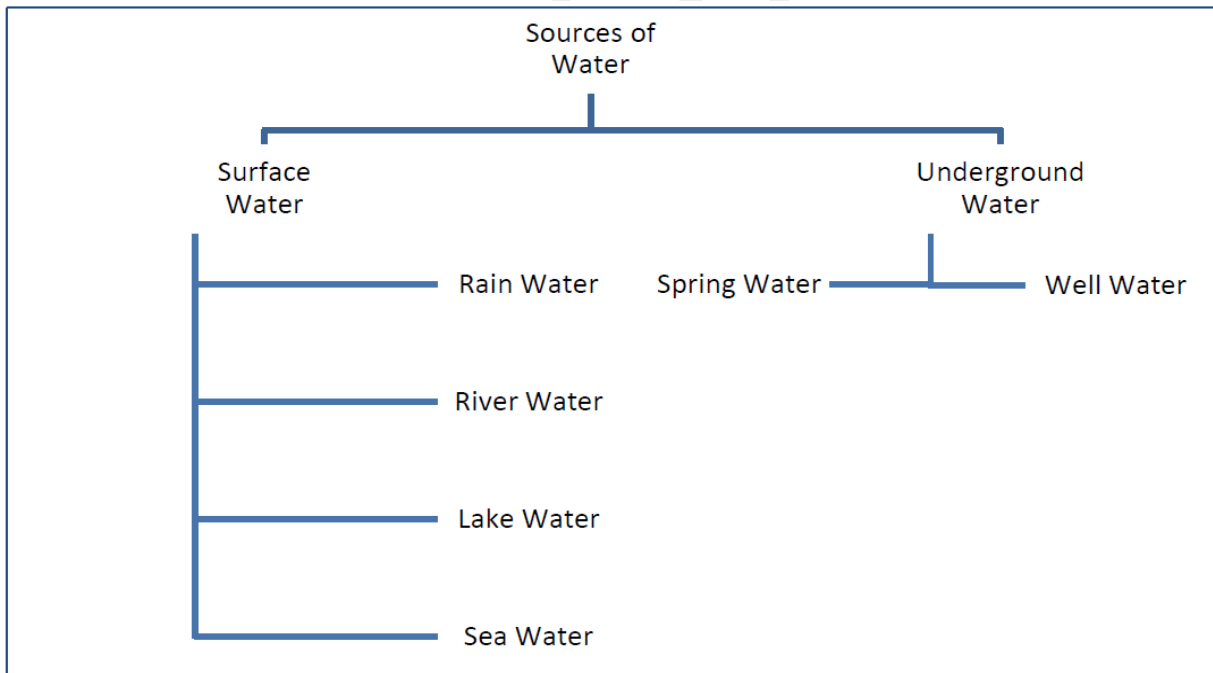 Sources of
Water
Surface
Water
Underground
Water
Rain Water
Spring Water
Well Water
River Water
Lake Water
Sea Water